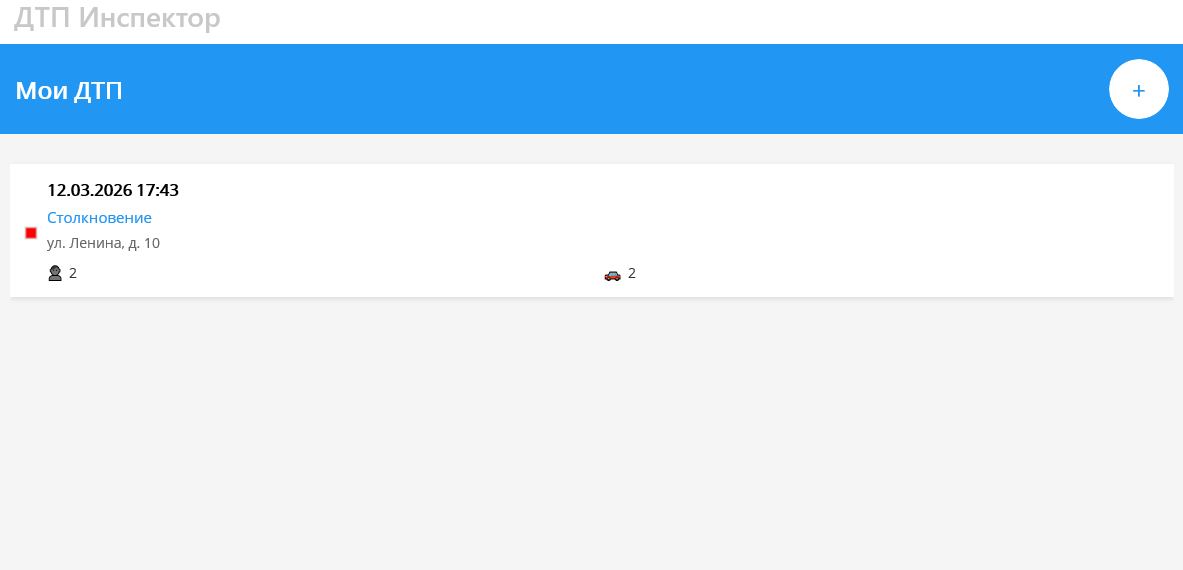 ДТП Инспектор
Мои ДТП
+
12.03.2026 17:43
Столкновение
ул. Ленина, д. 10
2
2